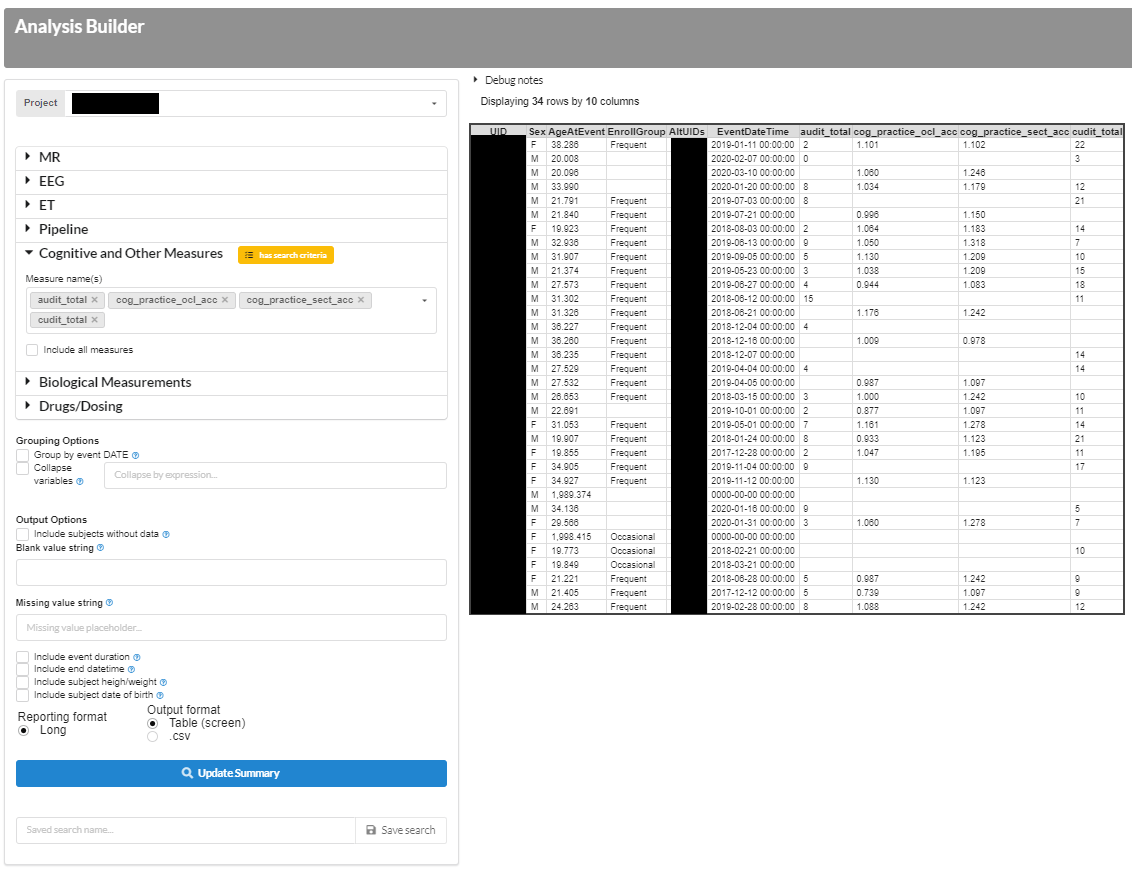 Analysis Builder
Project
MR
EEG
ET
Pipeline
Cognitive and Other Measures has search criteria
Measure name(s)
audit_total × cog_practice_ocl_acc × cog_practice_sect_acc ×
cudit_total ×
Include all measures
Biological Measurements
Drugs/Dosing
Grouping Options
Group by event DATE
Collapse variables Collapse by expression...
Output Options
Include subjects without data
Blank value string
Missing value string
Missing value placeholder...
Include event duration
Include end datetime
Include subject heigh/weight
Include subject date of birth
Reporting format
Long
Output format
Table (screen)
.csv
Update Summary
Saved search name... Save search
Debug notes
Displaying 34 rows by 10 columns
UID Sex AgeAtEvent EnrollGroup AltUIDs EventDateTime audit_total cog_practice_ocl_acc cog_practice_sect_acc cudit_total
F 38.286 Frequent 2019-01-11 00:00:00 2 1.101 1.102 22
M 20.008 2020-02-07 00:00:00 0 3
M 20.096 2020-03-10 00:00:00 1.060 1.246
M 33.990 2020-01-20 00:00:00 8 1.034 1.179 12
M 21.791 Frequent 2019-07-03 00:00:00 8 21
M 21.840 Frequent 2019-07-21 00:00:00 0.996 1.150
F 19.923 Frequent 2018-08-03 00:00:00 2 1.064 1.183 14
M 32.936 Frequent 2019-06-13 00:00:00 9 1.050 1.318 7
M 31.907 Frequent 2019-09-05 00:00:00 5 1.130 1.209 10
M 21.374 Frequent 2019-05-23 00:00:00 3 1.038 1.209 15
M 27.573 Frequent 2019-06-27 00:00:00 4 0.944 1.083 18
M 31.302 Frequent 2018-06-12 00:00:00 15 11
M 31.326 Frequent 2018-06-21 00:00:00 1.176 1.242
M 36.227 Frequent 2018-12-04 00:00:00 4
M 36.260 Frequent 2018-12-16 00:00:00 1.009 0.978
M 36.235 Frequent 2018-12-07 00:00:00 14
M 27.529 Frequent 2019-04-04 00:00:00 4 14
M 27.532 Frequent 2019-04-05 00:00:00 0.987 1.097
M 26.653 Frequent 2018-03-15 00:00:00 3 1.000 1.242 10
M 22.691 2019-10-01 00:00:00 2 0.877 1.097 11
F 31.053 Frequent 2019-05-01 00:00:00 7 1.161 1.278 14
M 19.907 Frequent 2018-01-24 00:00:00 8 0.933 1.123 21
F 19.855 Frequent 2017-12-28 00:00:00 2 1.047 1.195 11
F 34.905 Frequent 2019-11-04 00:00:00 9 17
F 34.927 Frequent 2019-11-12 00:00:00 1.130 1.123
M 1,989.374 0000-00-00 00:00:00
M 34.136 2020-01-16 00:00:00 9 5
F 29.566 2020-01-31 00:00:00 3 1.060 1.278 7
F 1,998.415 Occasional 0000-00-00 00:00:00
F 19.773 Occasional 2018-02-21 00:00:00 10
F 19.849 Occasional 2018-03-21 00:00:00
F 21.221 Frequent 2018-06-28 00:00:00 5 0.987 1.242 9
M 21.405 Frequent 2017-12-12 00:00:00 5 0.739 1.097 9
M 24.263 Frequent 2019-02-28 00:00:00 8 1.088 1.242 12